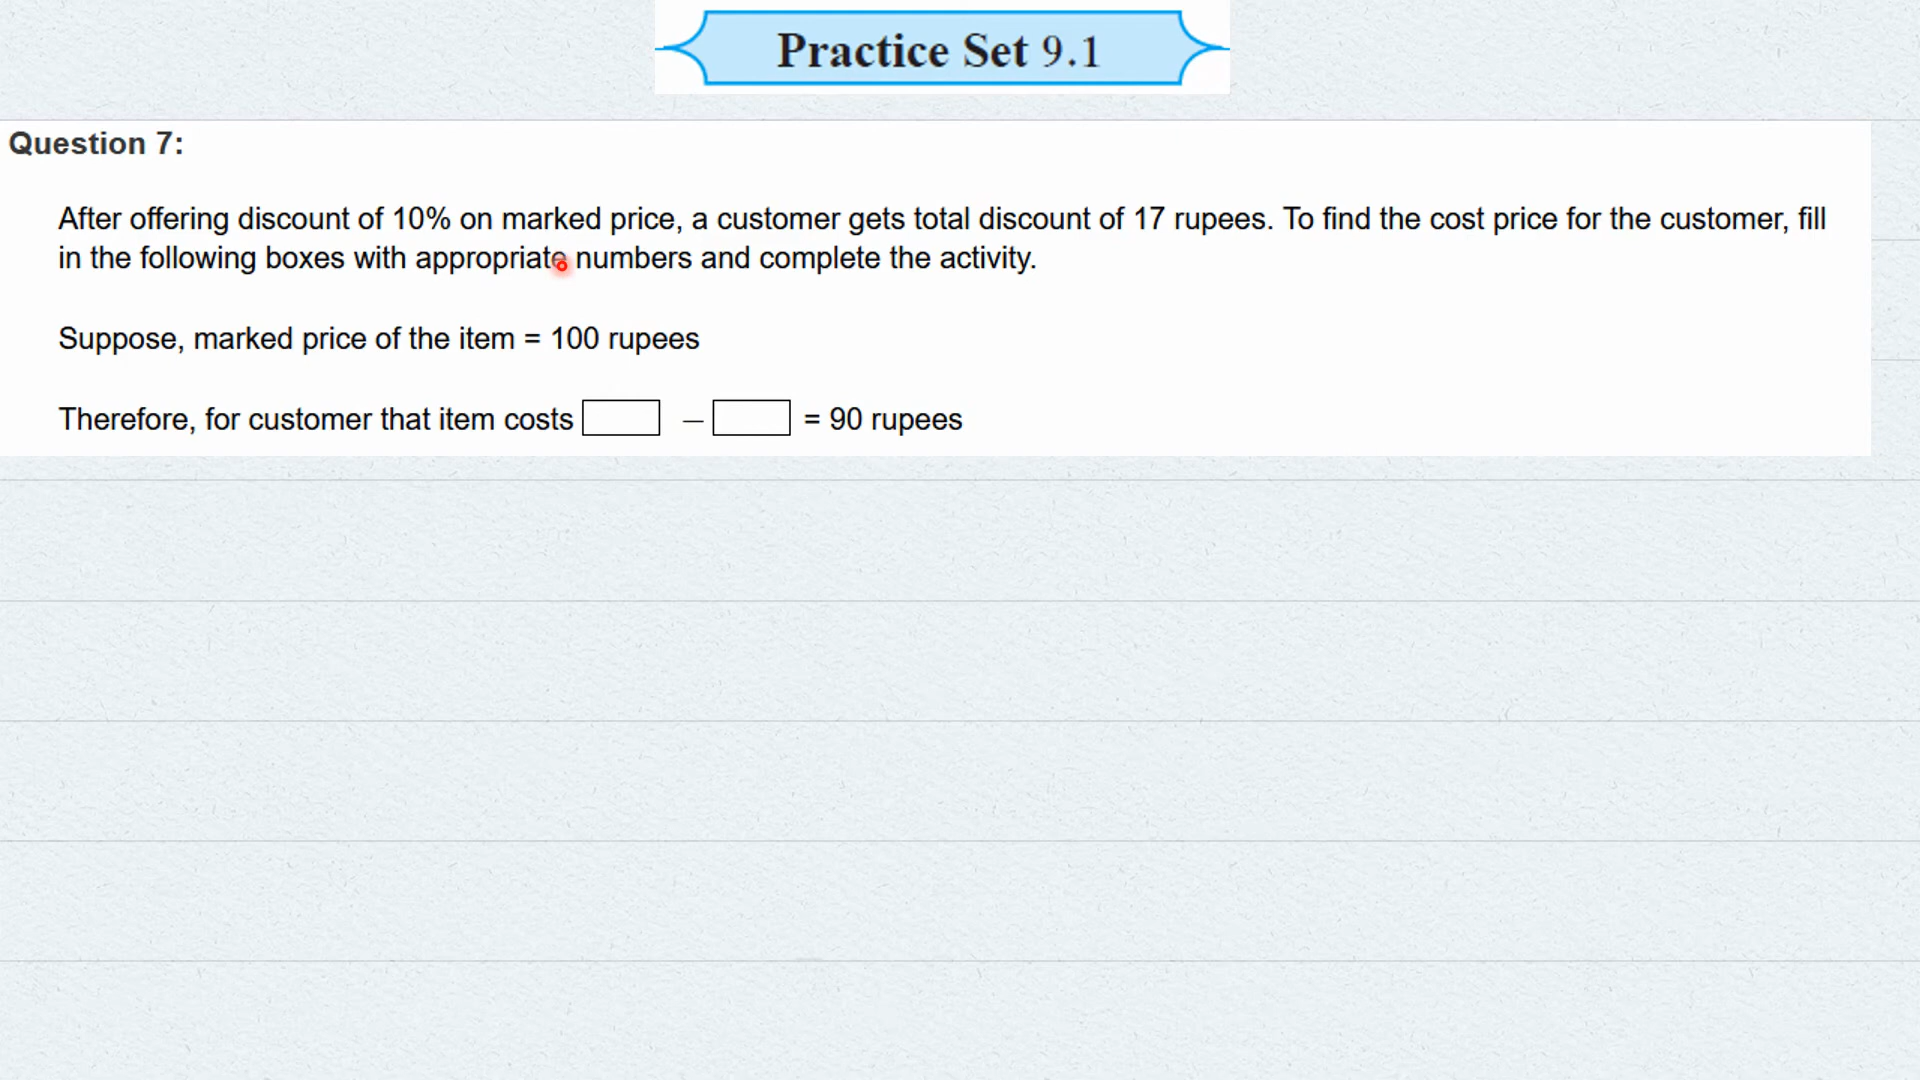 Practice Set 9.1
Question 7:
After offering discount of 10% on marked price, a customer gets total discount of 17 rupees. To find the cost price for the customer, fill
in the following boxes with appropriate numbers and complete the activity.
Suppose, marked price of the item = 100 rupees
Therefore, for customer that item costs – = 90 rupees